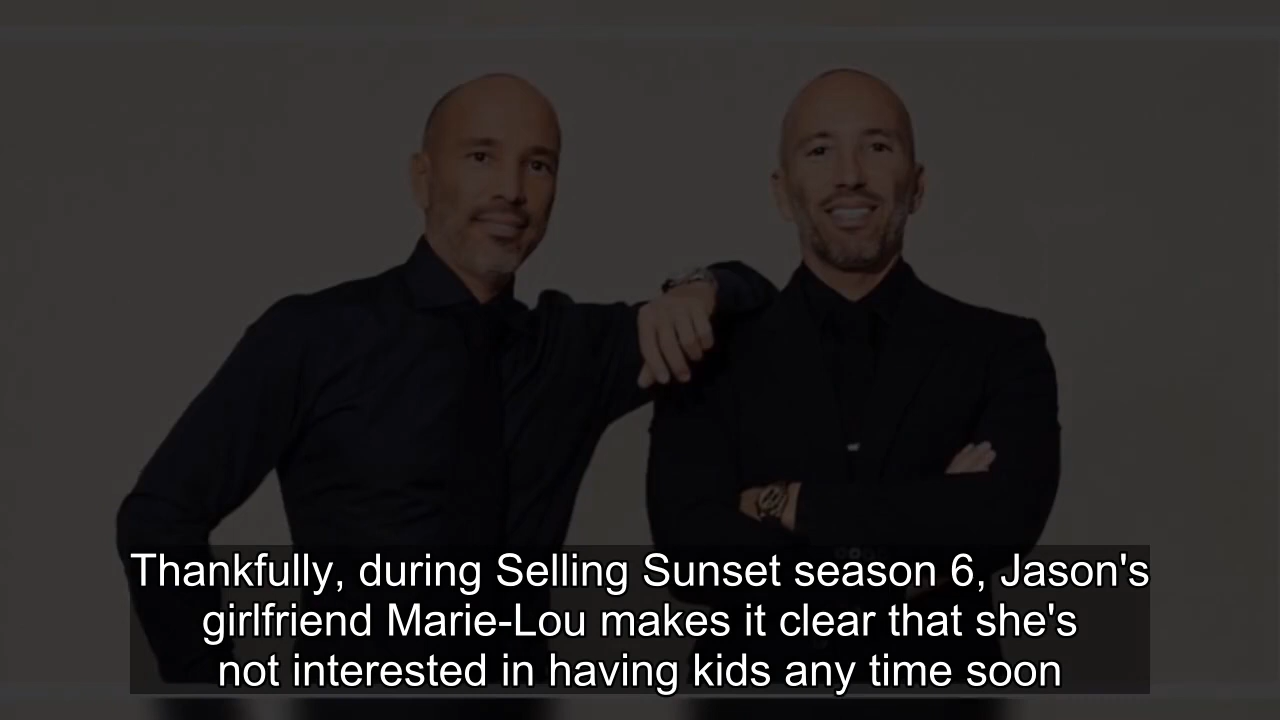 Thankfully, during Selling Sunset season 6, Jason's
girlfriend Marie-Lou makes it clear that she's
not interested in having kids any time soon